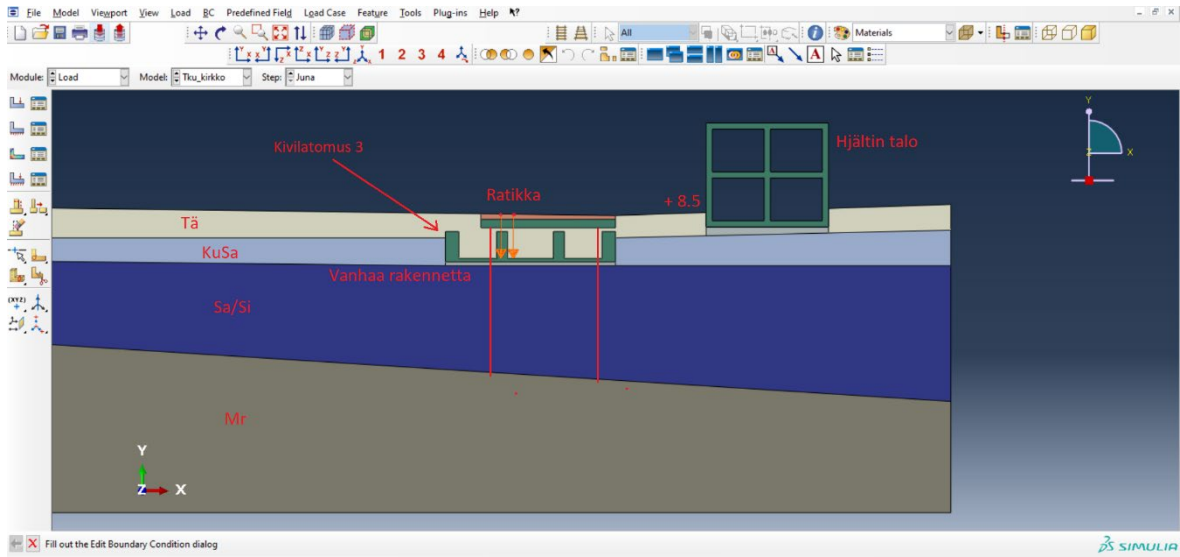 File Model Viewport View Load BC Predefined Field Load Case Feature Tools Plug-ins Help
All
Materials
1 2 3 4
Module: Load Model: Tku_kirkko Step: Juna
Y
X
Z
Kivilatomus 3
Hjältin talo
Ratikka
+ 8.5
Tä
KuSa
Vanhaa rakennetta
Sa/Si
Mr
Y
Z X
Fill out the Edit Boundary Condition dialog
SIMULIA